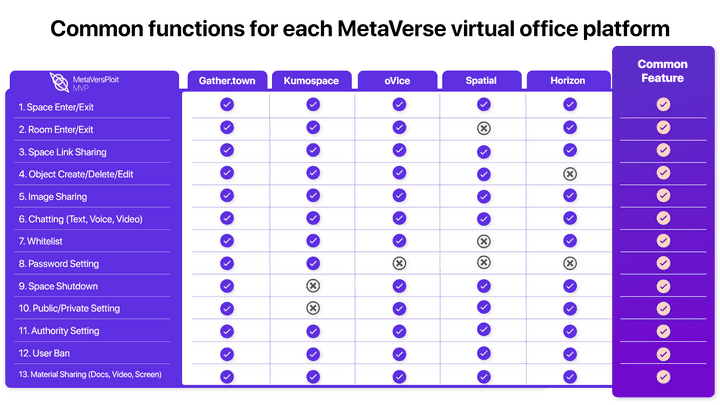 Common functions for each MetaVerse virtual office platform
MetaVersPloit
MVP
Gather.town
Kumospace
oVice
Spatial
Horizon
Common
Feature
1. Space Enter/Exit
2. Room Enter/Exit
3. Space Link Sharing
4. Object Create/Delete/Edit
5. Image Sharing
6. Chatting (Text, Voice, Video)
7. Whitelist
8. Password Setting
9. Space Shutdown
10. Public/Private Setting
11. Authority Setting
12. User Ban
13. Material Sharing (Docs, Video, Screen)